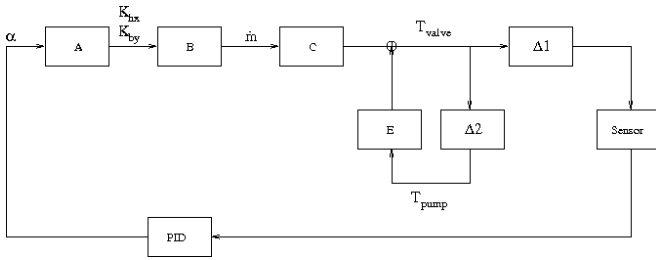 K_hx
K_by
α
A
B
ṁ
C
T_valve
Δ1
E
Δ2
Sensor
T_pump
PID